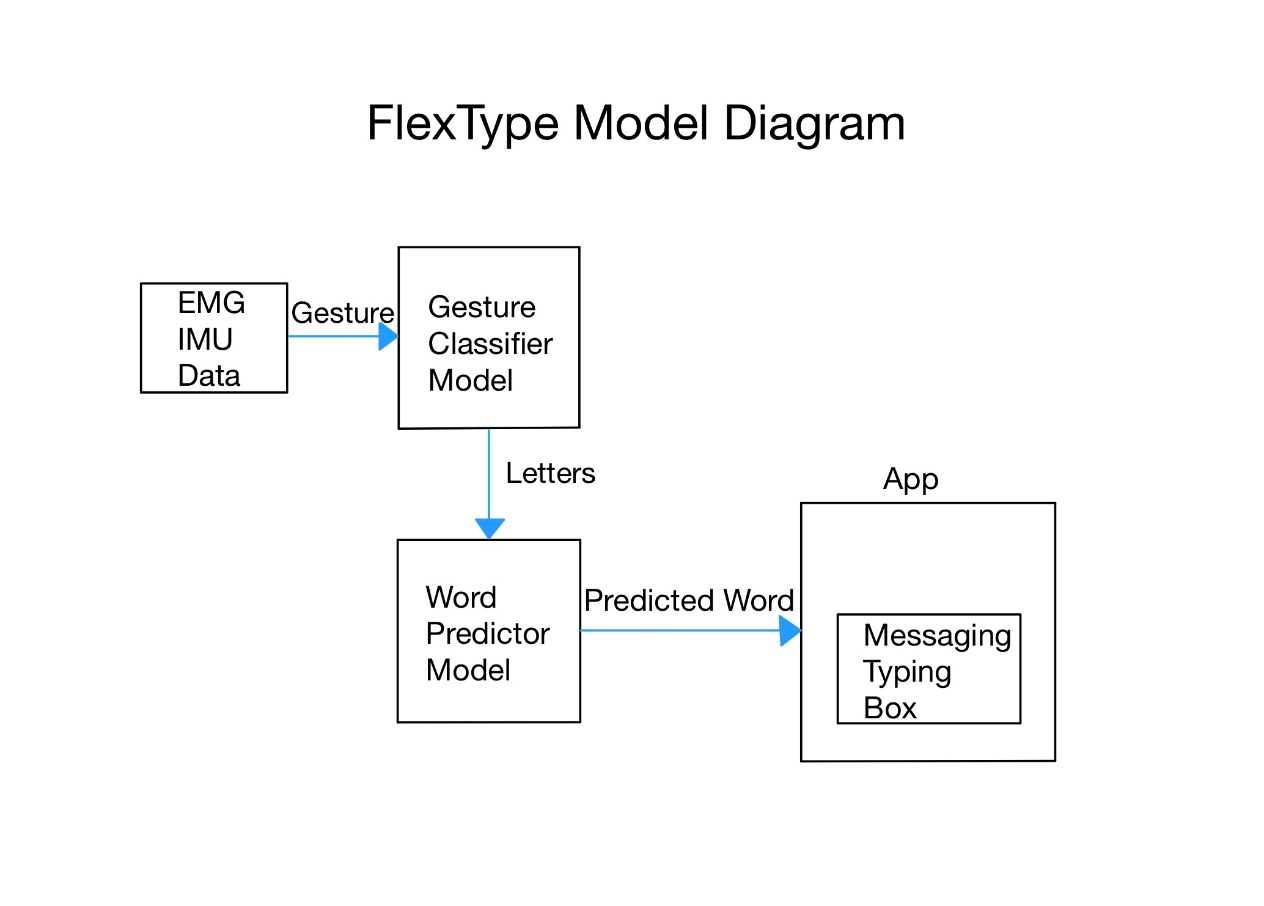 FlexType Model Diagram
EMG
IMU
Data
Gesture
Gesture
Classifier
Model
Letters
Word
Predictor
Model
Predicted Word
App
Messaging
Typing
Box